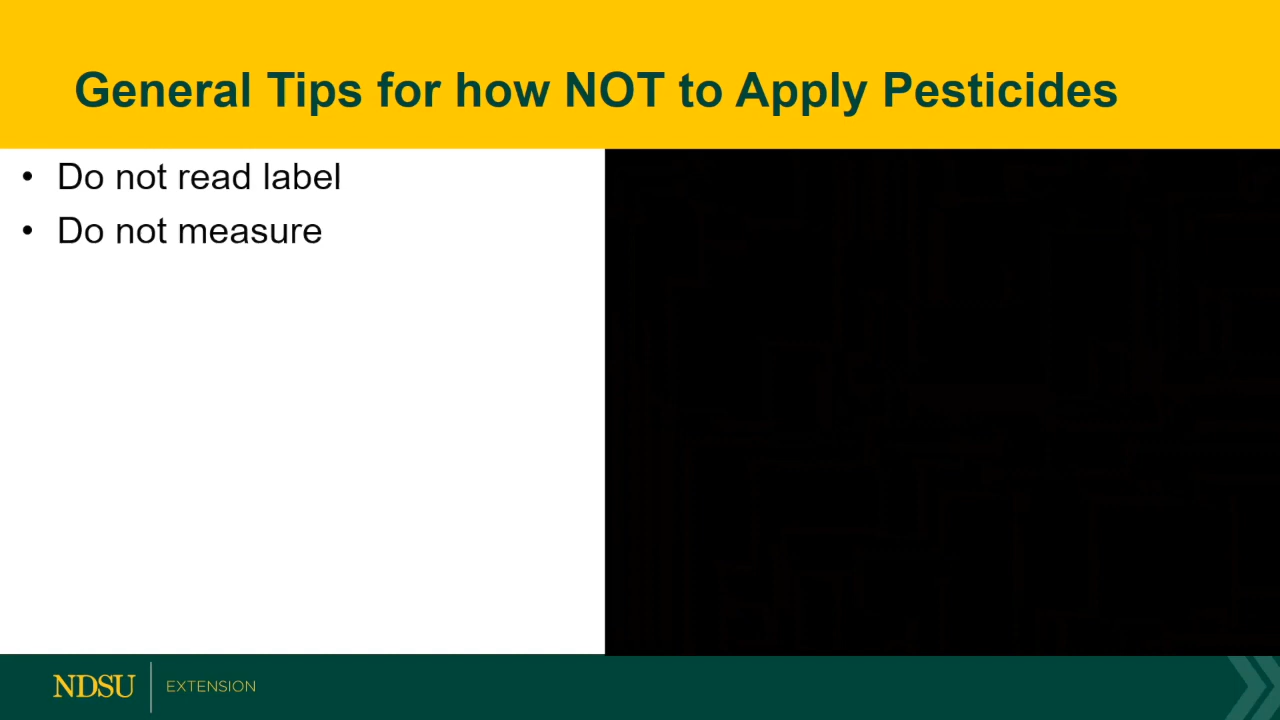 General Tips for how NOT to Apply Pesticides
• Do not read label
• Do not measure
NDSU EXTENSION